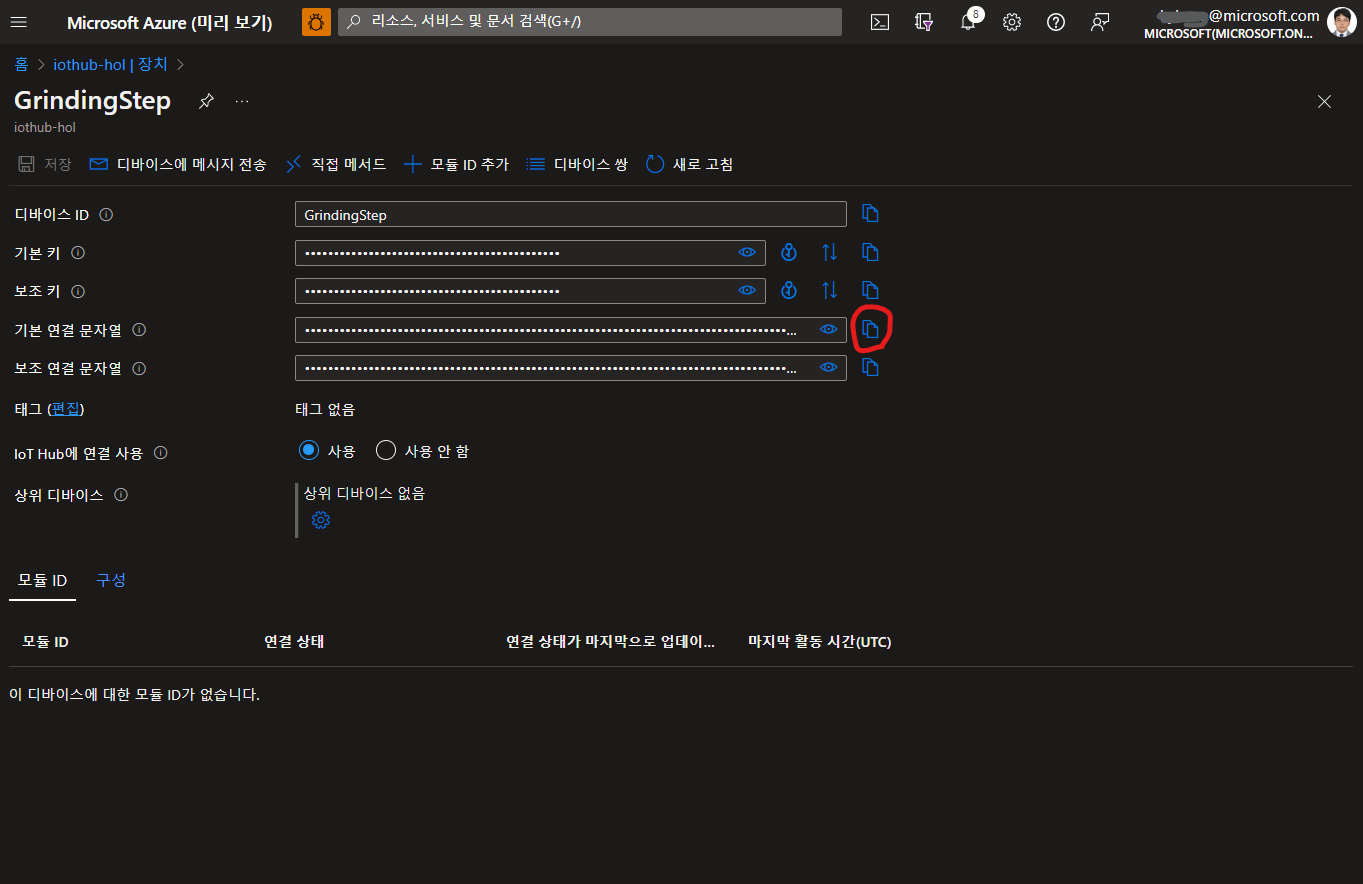 Microsoft Azure (미리 보기)
리소스, 서비스 및 문서 검색(G+/)
8
@microsoft.com
MICROSOFT(MICROSOFT.ON...
홈 > iothub-hol | 장치 >
GrindingStep
...
iothub-hol
저장 디바이스에 메시지 전송 직접 메서드 모듈 ID 추가 디바이스 쌍 새로 고침
디바이스 ID GrindingStep
기본 키
보조 키
기본 연결 문자열 ...
보조 연결 문자열 ...
태그 (편집) 태그 없음
IoT Hub에 연결 사용 사용 사용 안 함
상위 디바이스 상위 디바이스 없음
모듈 ID 구성
모듈 ID 연결 상태 연결 상태가 마지막으로 업데이... 마지막 활동 시간(UTC)
이 디바이스에 대한 모듈 ID가 없습니다.